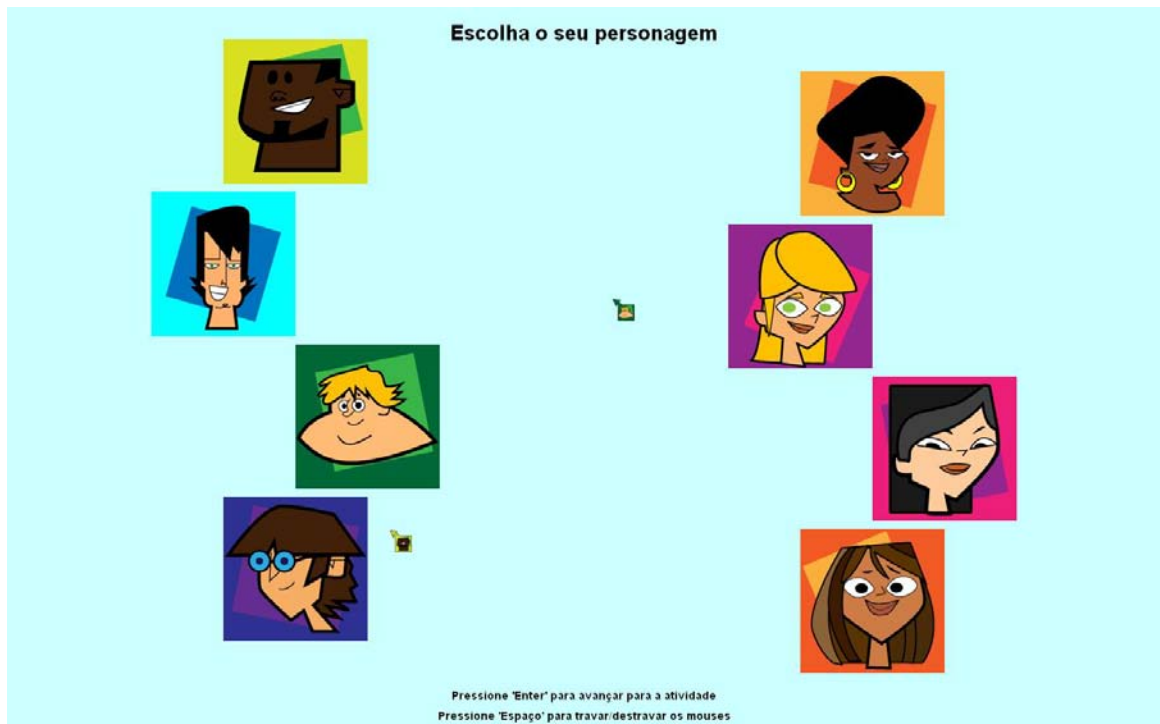 Escolha o seu personagem
Pressione 'Enter' para avançar para a atividade
Pressione 'Espaço' para travar/destravar os mouses